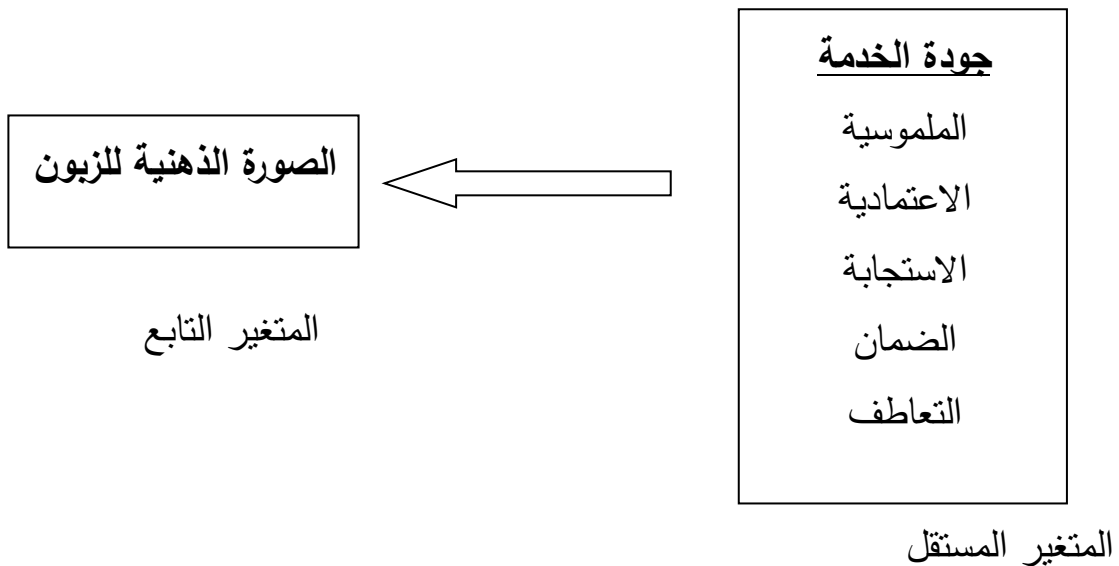 جودة الخدمة
الملموسية
الاعتمادية
الاستجابة
الضمان
التعاطف
المتغير المستقل
الصورة الذهنية للزبون
المتغير التابع